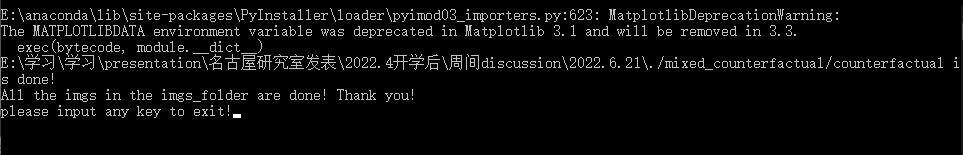 E:\anaconda\lib\site-packages\PyInstaller\loader\pyimod03_importers.py:623: MatplotlibDeprecationWarning:
The MATPLOTLIBDATA environment variable was deprecated in Matplotlib 3.1 and will be removed in 3.3.
  exec(bytecode, module.__dict__)
E:\学习\学习\presentation\名古屋研究室发表\2022.4开学后\周间discussion\2022.6.21\./mixed_counterfactual/counterfactual i
s done!
All the imgs in the imgs_folder are done! Thank you!
please input any key to exit!